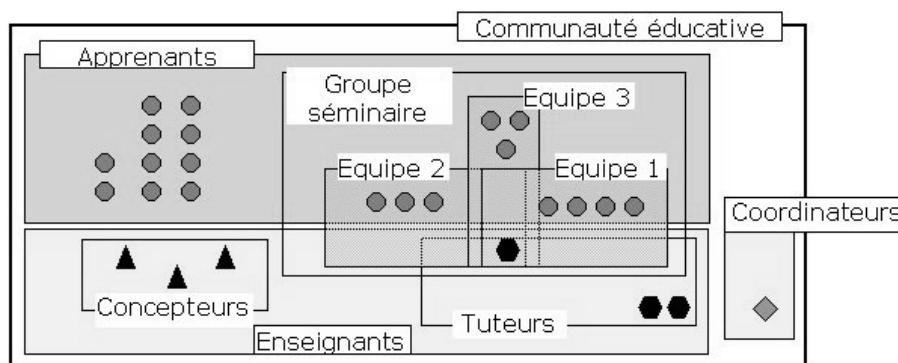 Communauté éducative
Apprenants
Groupe
séminaire
Equipe 3
Equipe 2
Equipe 1
Coordinateurs
Concepteurs
Tuteurs
Enseignants